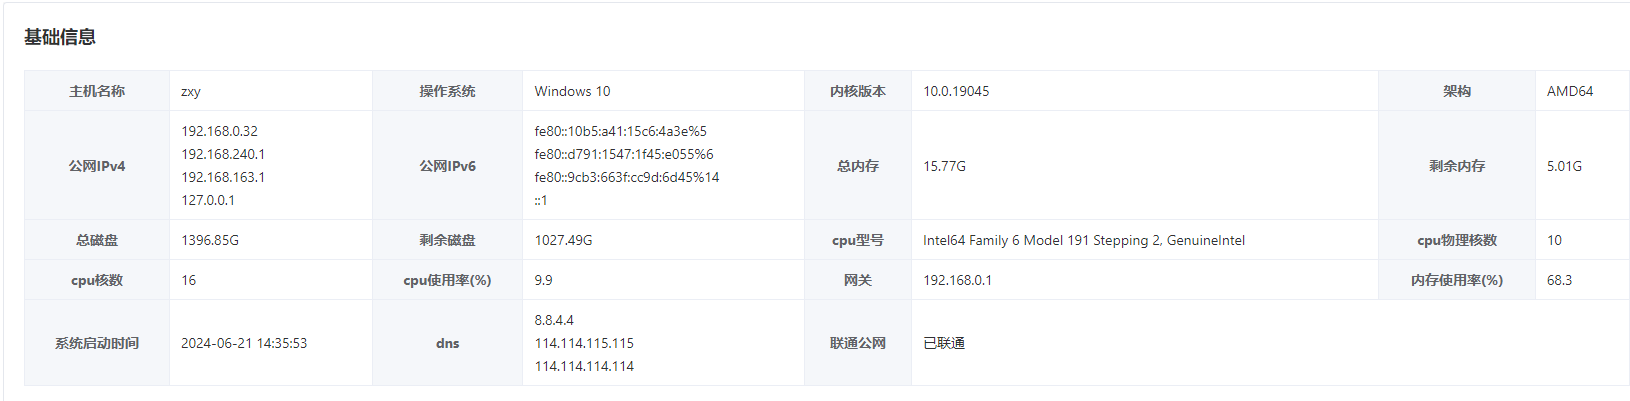 基础信息
主机名称 zxy 操作系统 Windows 10 内核版本 10.0.19045 架构 AMD64
公网IPv4
192.168.0.32
192.168.240.1
192.168.163.1
127.0.0.1
公网IPv6
fe80::10b5:a41:15c6:4a3e%5
fe80::d791:1547:1f45:e055%6
fe80::9cb3:663f:cc9d:6d45%14
::1
总内存 15.77G 剩余内存 5.01G
总磁盘 1396.85G 剩余磁盘 1027.49G cpu型号 Intel64 Family 6 Model 191 Stepping 2, GenuineIntel cpu物理核数 10
cpu核数 16 cpu使用率(%) 9.9 网关 192.168.0.1 内存使用率(%) 68.3
系统启动时间 2024-06-21 14:35:53 dns
8.8.4.4
114.114.115.115
114.114.114.114
联通公网 已联通